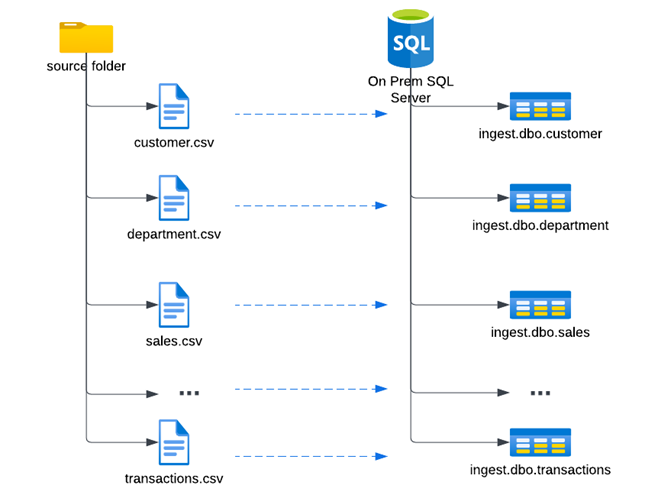 SQL
source folder
On Prem SQL
Server
customer.csv
ingest.dbo.customer
department.csv
ingest.dbo.department
sales.csv
ingest.dbo.sales
...
...
transactions.csv
ingest.dbo.transactions